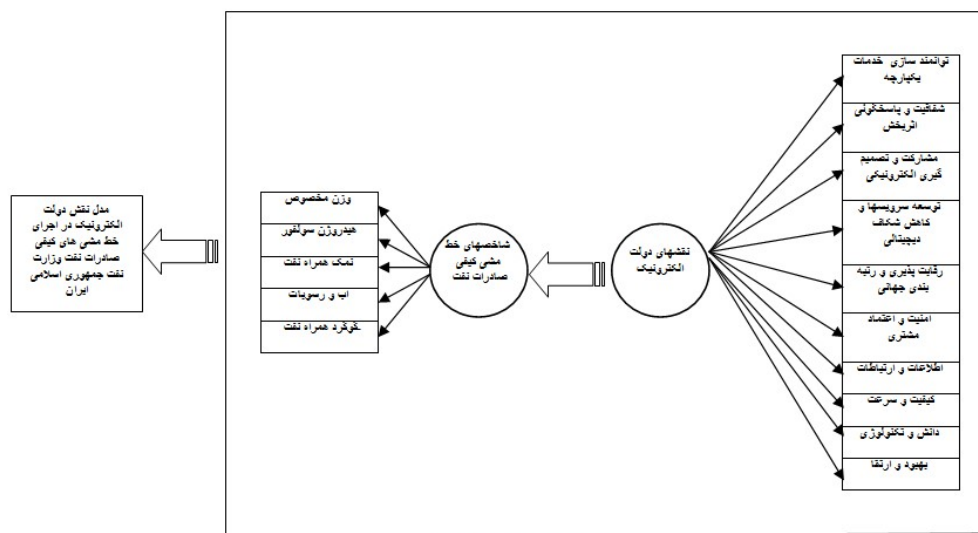 توانمند سازی خدمات
یکپارچه
شفافیت و پاسخگوئی
اثربخش
مشارکت و تصمیم
گیری الکترونیکی
توسعه سرویسها و
کاهش شکاف
دیجیتالی
رقابت پذیری و رتبه
بندی جهانی
امنیت و اعتماد
مشتری
اطلاعات و ارتباطات
کیفیت و سرعت
دانش و تکنولوژی
بهبود و ارتقا
نقشهای دولت
الکترونیک
شاخصهای خط
مشی کیفی
صادرات نفت
وزن مخصوص
هیدروژن سولفور
نمک همراه نفت
اب و رسوبات
گوگرد همراه نفت
مدل نقش دولت
الکترونیک در اجرای
خط مشی های کیفی
صادرات نفت وزارت
نفت جمهوری اسلامی
ایران